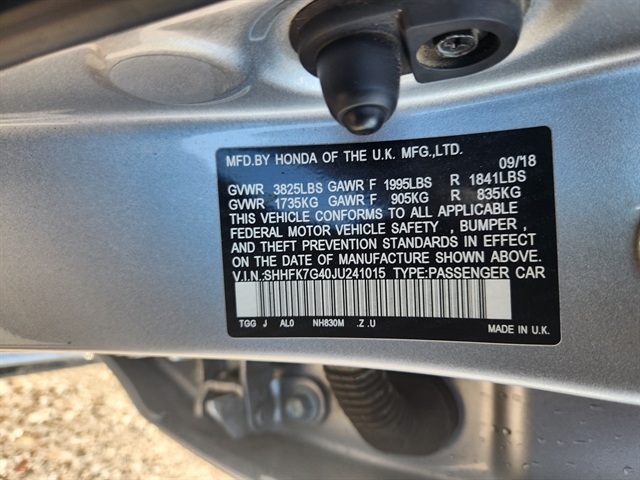 MFD.BY HONDA OF THE U.K. MFG.,LTD. 09/18
GVWR 3825LBS GAWR F 1995LBS R 1841LBS
GVWR 1735KG GAWR F 905KG R 835KG
THIS VEHICLE CONFORMS TO ALL APPLICABLE
FEDERAL MOTOR VEHICLE SAFETY , BUMPER ,
AND THEFT PREVENTION STANDARDS IN EFFECT
ON THE DATE OF MANUFACTURE SHOWN ABOVE.
V.I.N.:SHHFK7G40JU241015 TYPE:PASSENGER CAR
TGG J AL0 NH830M .Z .U MADE IN U.K.